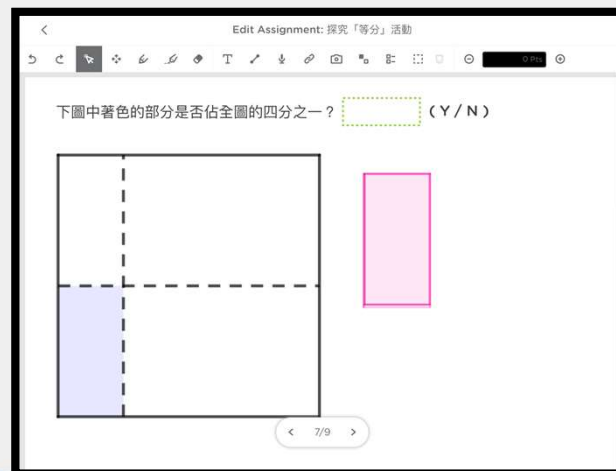 Edit Assignment: 探究「等分」活動
0 Pts
下圖中著色的部分是否佔全圖的四分之一？ (Y/N)
7/9